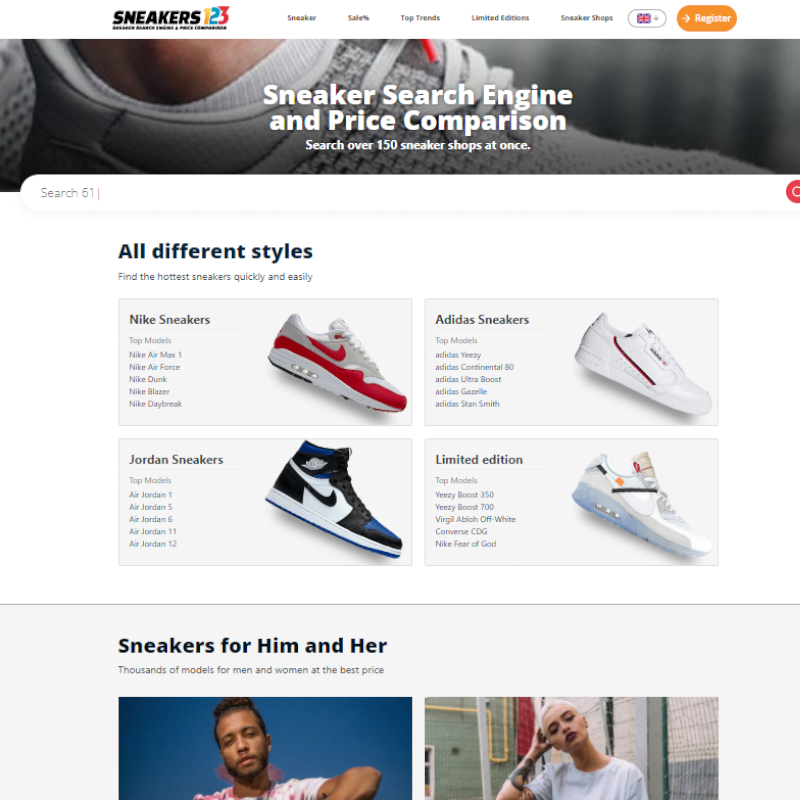 SNEAKERS 123
SNEAKER SEARCH ENGINE & PRICE COMPARISON
Sneaker
Sale%
Top Trends
Limited Editions
Sneaker Shops
Register
Sneaker Search Engine
and Price Comparison
Search over 150 sneaker shops at once.
Search 61|
All different styles
Find the hottest sneakers quickly and easily
Nike Sneakers
Top Models
Nike Air Max 1
Nike Air Force
Nike Dunk
Nike Blazer
Nike Daybreak
Adidas Sneakers
Top Models
adidas Yeezy
adidas Continental 80
adidas Ultra Boost
adidas Gazelle
adidas Stan Smith
Jordan Sneakers
Top Models
Air Jordan 1
Air Jordan 5
Air Jordan 6
Air Jordan 11
Air Jordan 12
Limited edition
Top Models
Yeezy Boost 350
Yeezy Boost 700
Virgil Abloh Off-White
Converse CDG
Nike Fear of God
Sneakers for Him and Her
Thousands of models for men and women at the best price